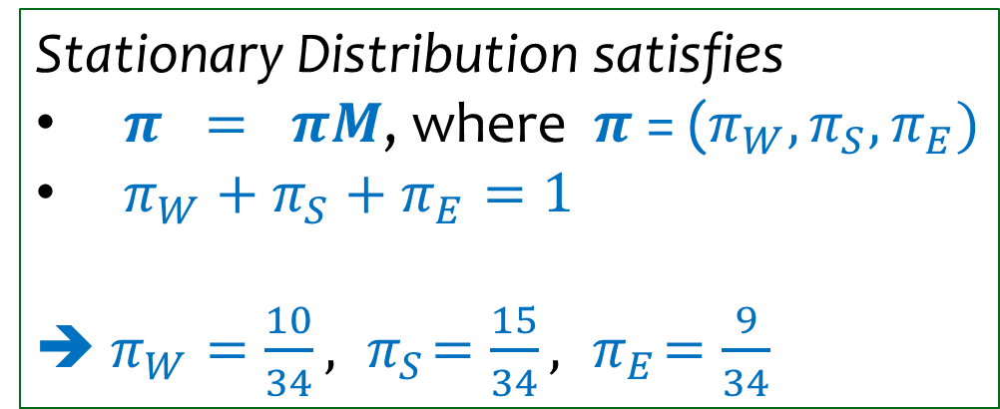 Stationary Distribution satisfies
• π = πM, where π = (π_W, π_S, π_E)
• π_W + π_S + π_E = 1
➔ π_W = 10/34, π_S = 15/34, π_E = 9/34